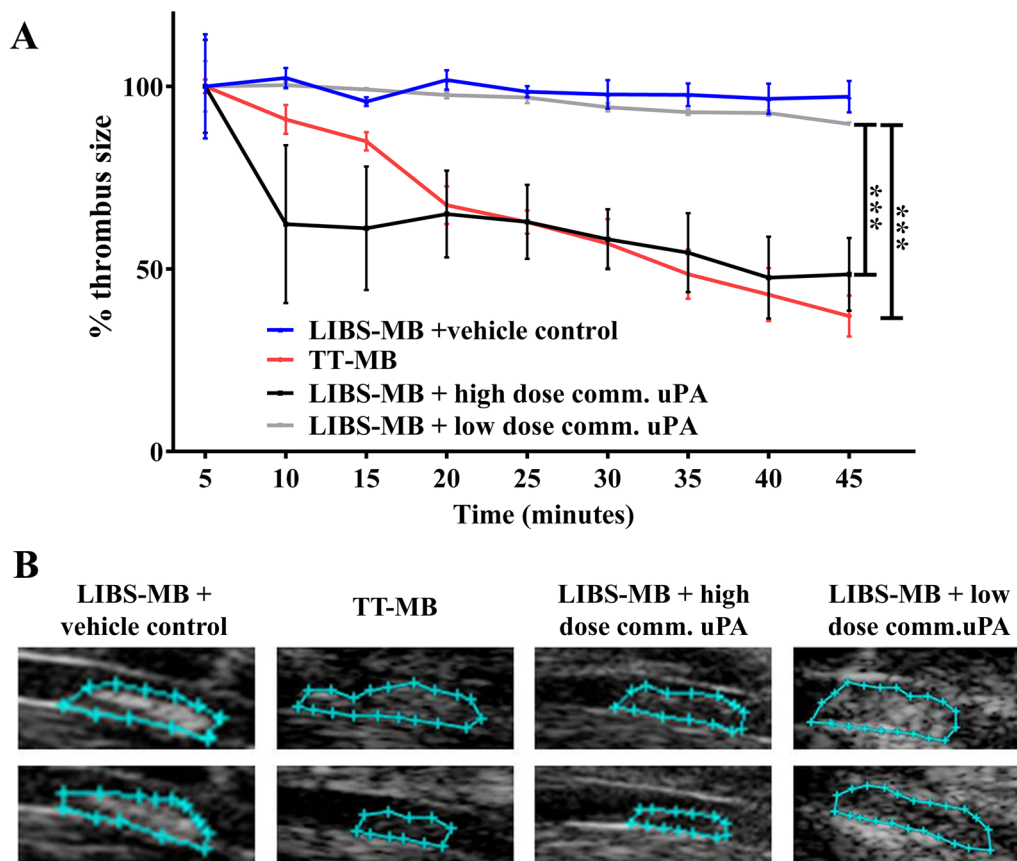 A
% thrombus size
100
50
0
LIBS-MB +vehicle control
TT-MB
LIBS-MB + high dose comm. uPA
LIBS-MB + low dose comm. uPA
***
***
5 10 15 20 25 30 35 40 45
Time (minutes)
B
LIBS-MB +
vehicle control
TT-MB
LIBS-MB + high
dose comm. uPA
LIBS-MB + low
dose comm.uPA